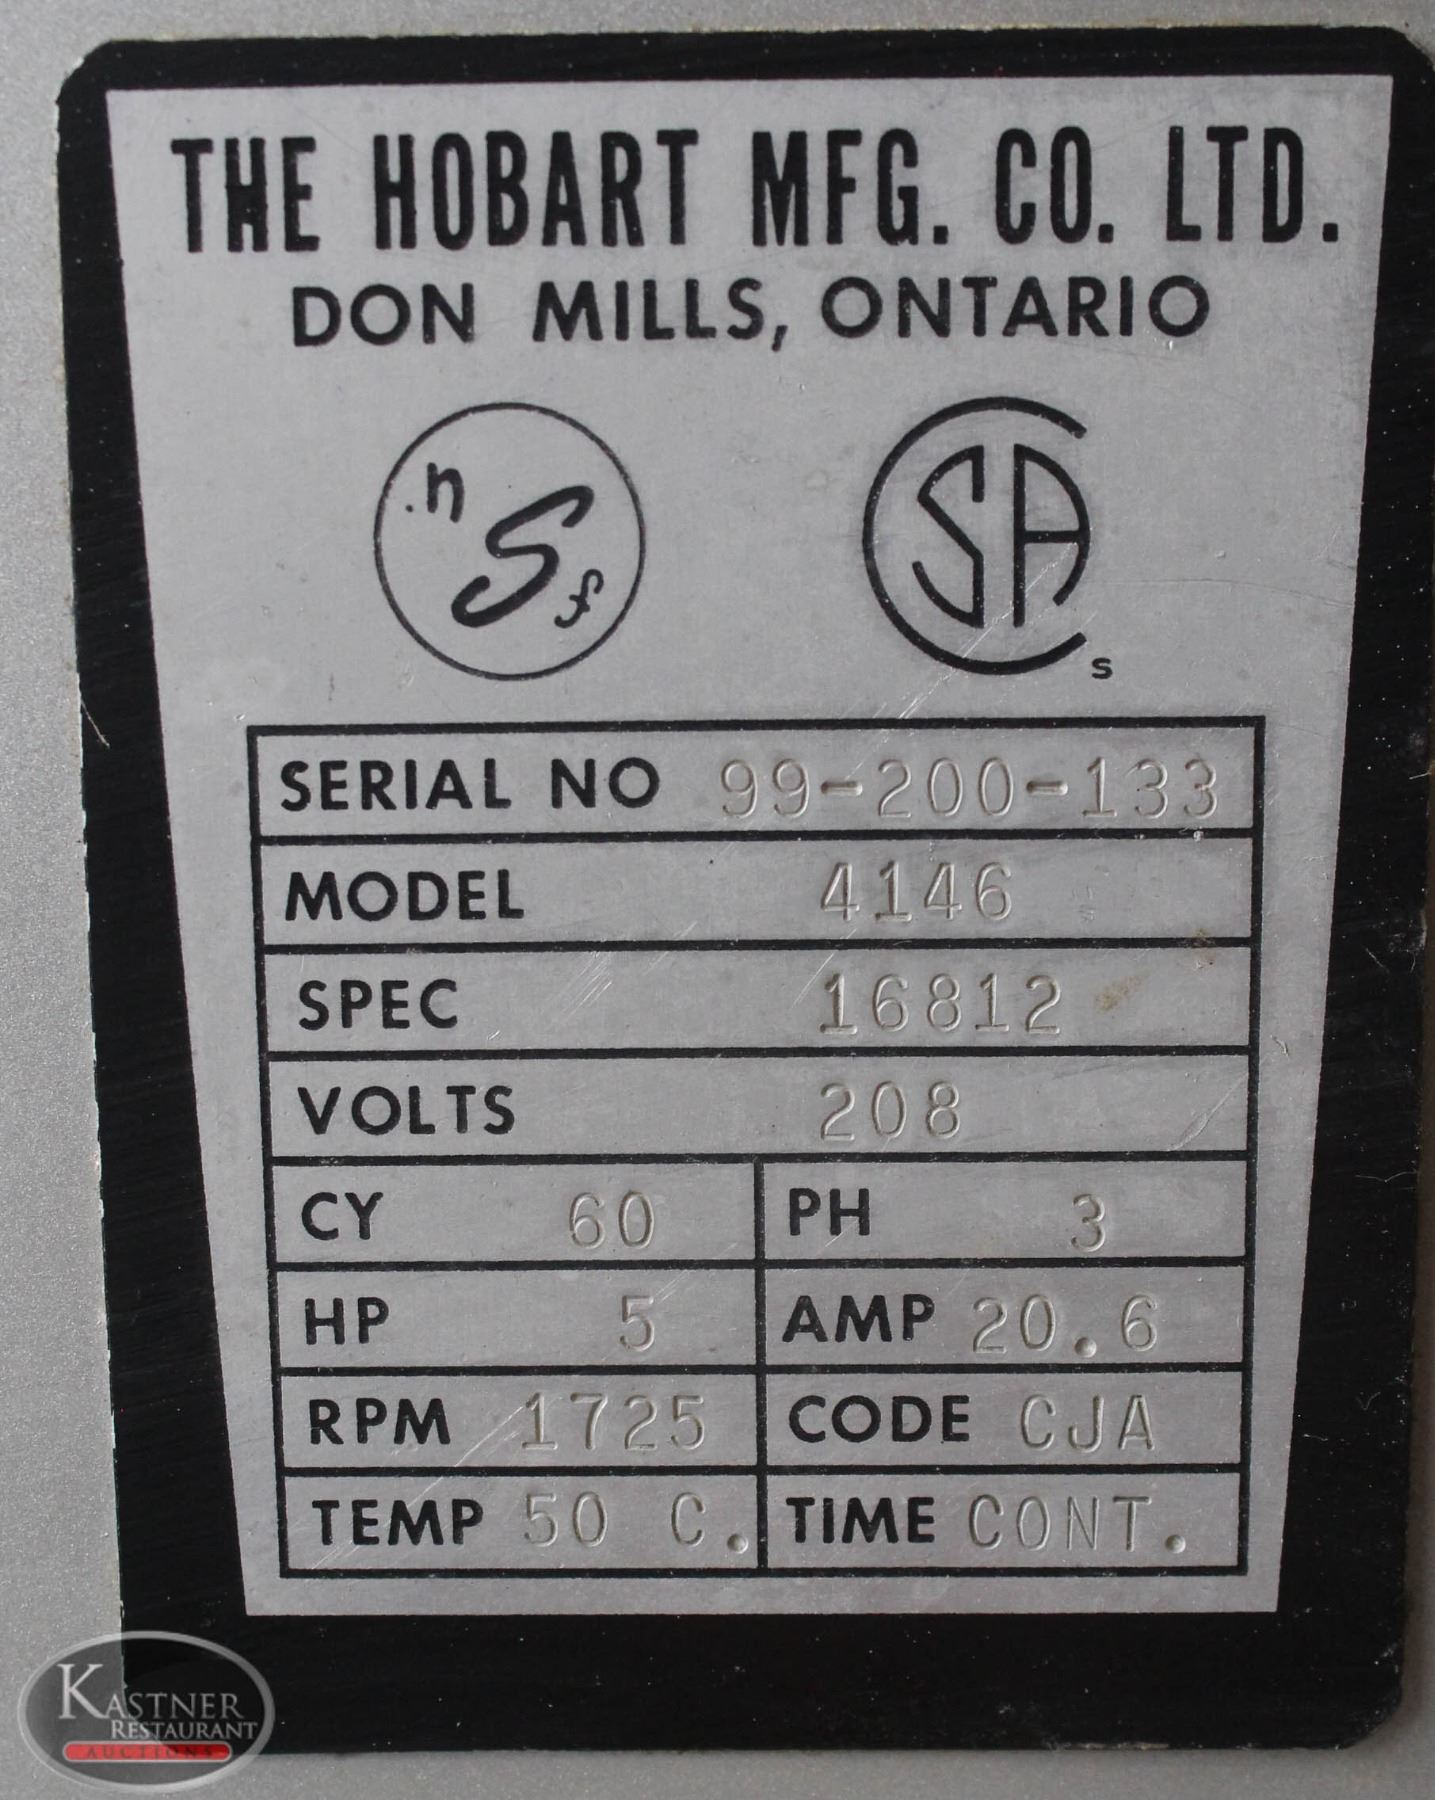 THE HOBART MFG. CO. LTD.
DON MILLS, ONTARIO
n S f
CSA s
SERIAL NO 99-200-133
MODEL 4146
SPEC 16812
VOLTS 208
CY 60 PH 3
HP 5 AMP 20.6
RPM 1725 CODE CJA
TEMP 50 C. TIME CONT.
KASTNER
RESTAURANT
AUCTIONS